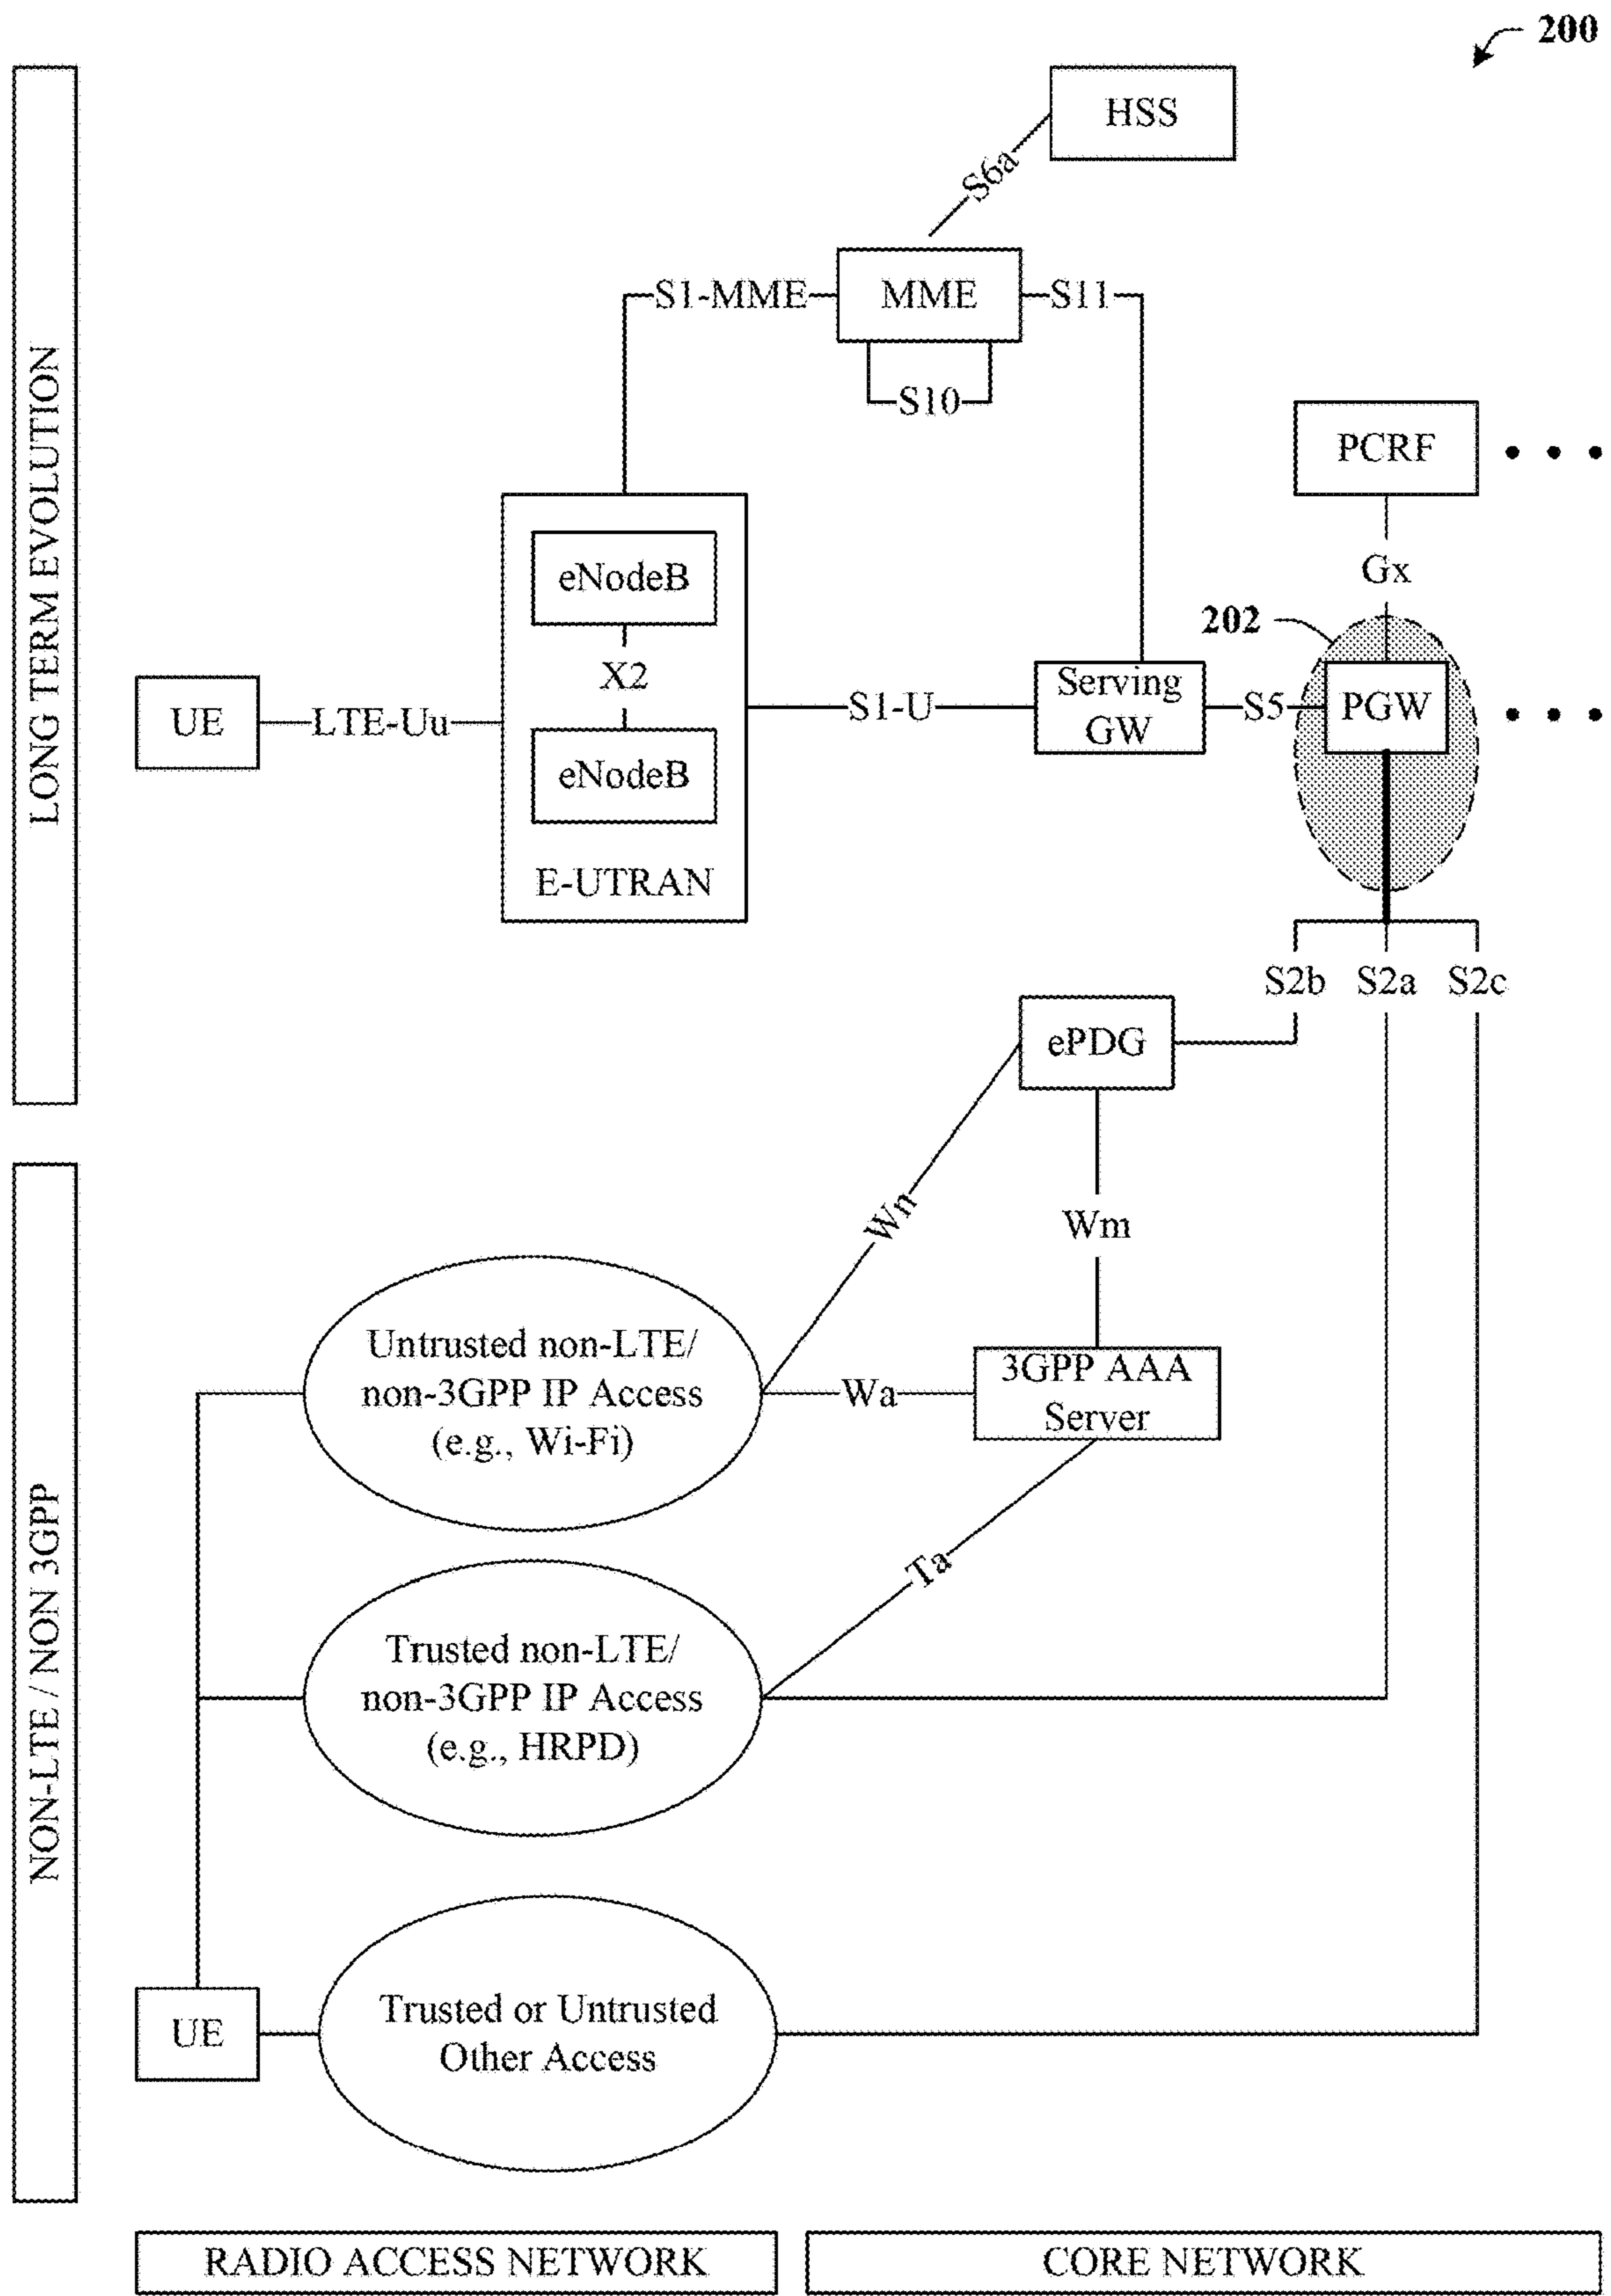 200
HSS
S6a
S1-MME
MME
S11
S10
PCRF
Gx
202
eNodeB
X2
eNodeB
E-UTRAN
UE
LTE-Uu
S1-U
Serving
GW
S5
PGW
LONG TERM EVOLUTION
S2b
S2a
S2c
ePDG
Wn
Wm
Untrusted non-LTE/
non-3GPP IP Access
(e.g., Wi-Fi)
Wa
3GPP AAA
Server
Ta
Trusted non-LTE/
non-3GPP IP Access
(e.g., HRPD)
NON-LTE / NON 3GPP
UE
Trusted or Untrusted
Other Access
RADIO ACCESS NETWORK
CORE NETWORK